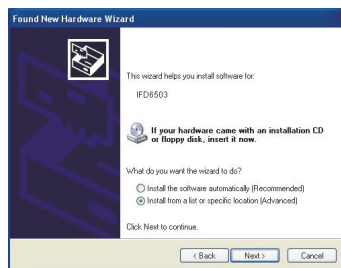 Found New Hardware Wizard
This wizard helps you install software for:
IFD6503
If your hardware came with an installation CD
or floppy disk, insert it now.
What do you want the wizard to do?
Install the software automatically (Recommended)
Install from a list or specific location (Advanced)
Click Next to continue.
< Back Next > Cancel